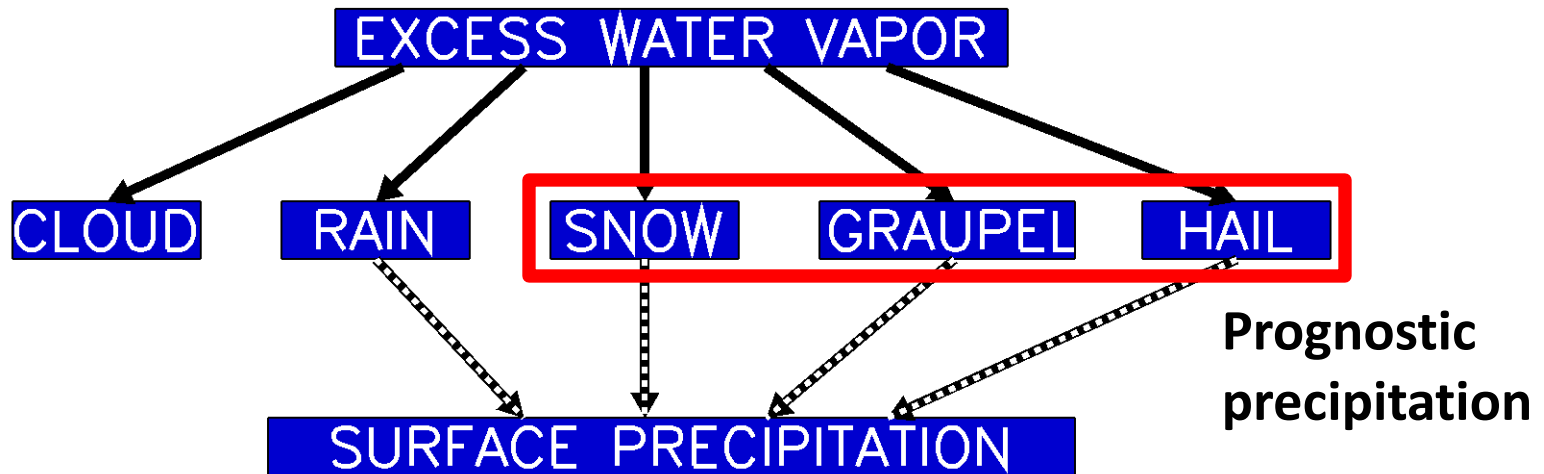 EXCESS WATER VAPOR
CLOUD
RAIN
SNOW
GRAUPEL
HAIL
Prognostic
precipitation
SURFACE PRECIPITATION